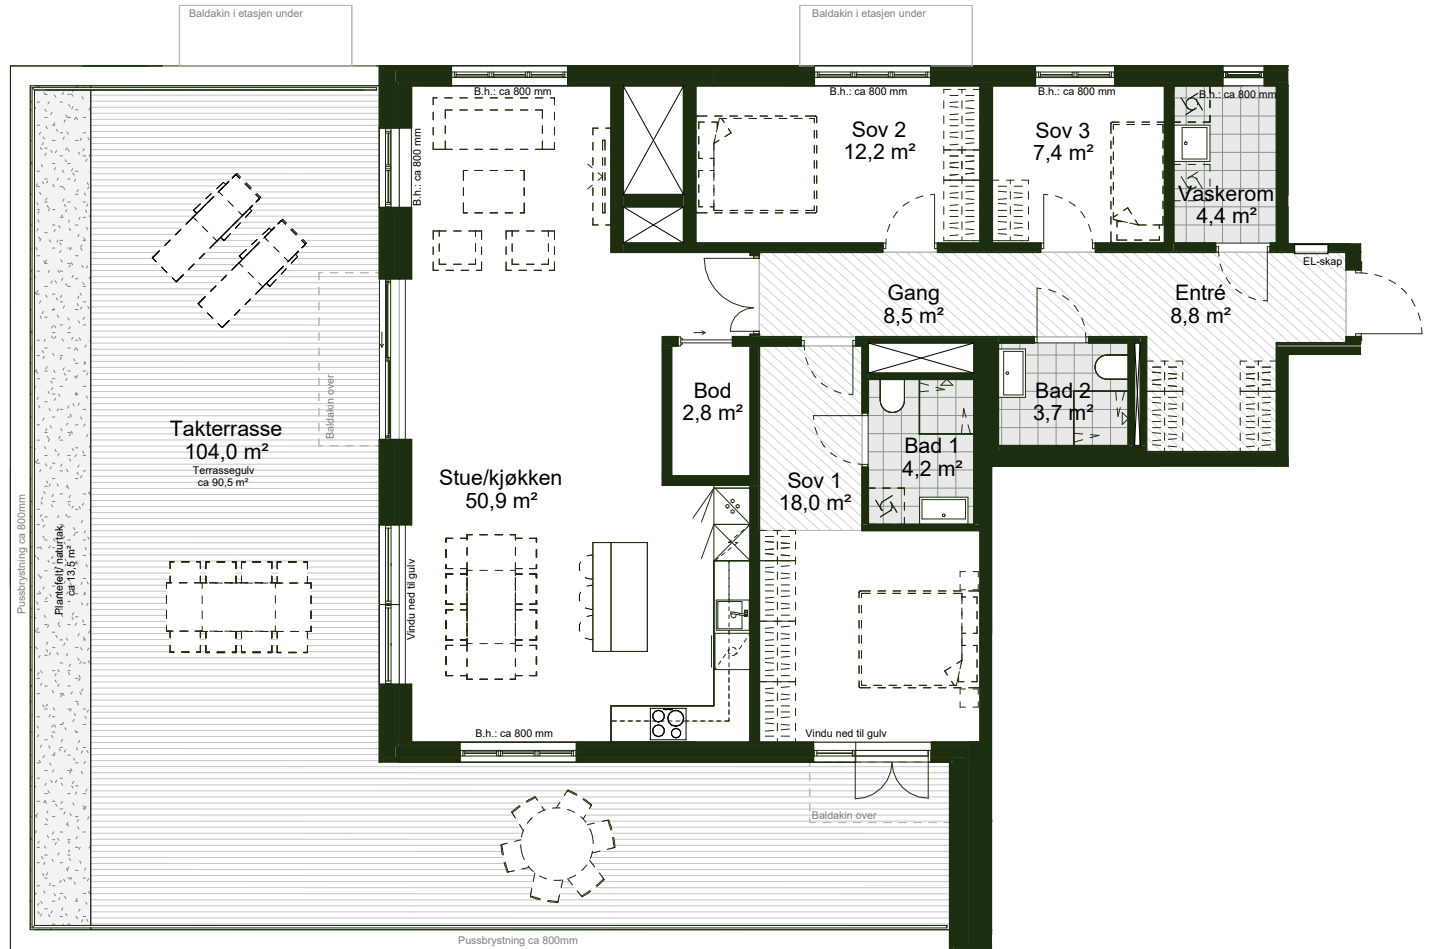 Baldakin i etasjen under
Baldakin i etasjen under
B.h.: ca 800 mm
B.h.: ca 800 mm
B.h.: ca 800 mm
B.h.: ca 800 mm
B.h.: ca 800 mm
Sov 2
12,2 m²
Sov 3
7,4 m²
Vaskerom
4,4 m²
EL-skap
Gang
8,5 m²
Entré
8,8 m²
Baldakin over
Bod
2,8 m²
Bad 2
3,7 m²
Takterrasse
104,0 m²
Terrassegulv
ca 90,5 m²
Bad 1
4,2 m²
Stue/kjøkken
50,9 m²
Sov 1
18,0 m²
Pussbrystning ca 800mm
Plantefelt/ naturtak
ca 13,5 m²
Vindu ned til gulv
B.h.: ca 800 mm
Vindu ned til gulv
Baldakin over
Pussbrystning ca 800mm